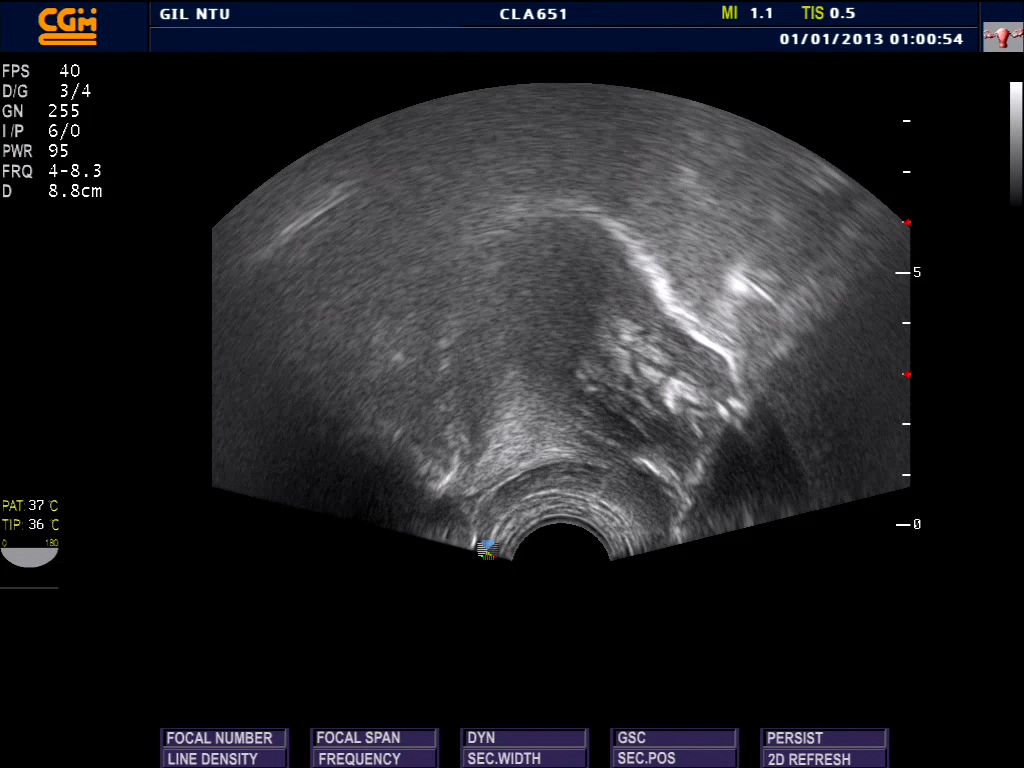 CGM
GIL NTU CLA651 MI 1.1 TIS 0.5
01/01/2013 01:00:54
FPS 40
D/G 3/4
GN 255
I/P 6/0
PWR 95
FRQ 4-8.3
D 8.8cm
5
PAT: 37 °C
TIP: 36 °C
0 180
0
FOCAL NUMBER FOCAL SPAN DYN GSC PERSIST
LINE DENSITY FREQUENCY SEC.WIDTH SEC.POS 2D REFRESH